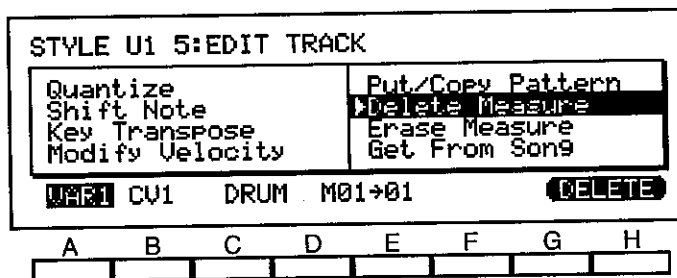 STYLE U1 5:EDIT TRACK
Quantize
Shift Note
Key Transpose
Modify Velocity
Put/Copy Pattern
Delete Measure
Erase Measure
Get From Song
VAR1 CV1 DRUM M01→01 DELETE
A B C D E F G H